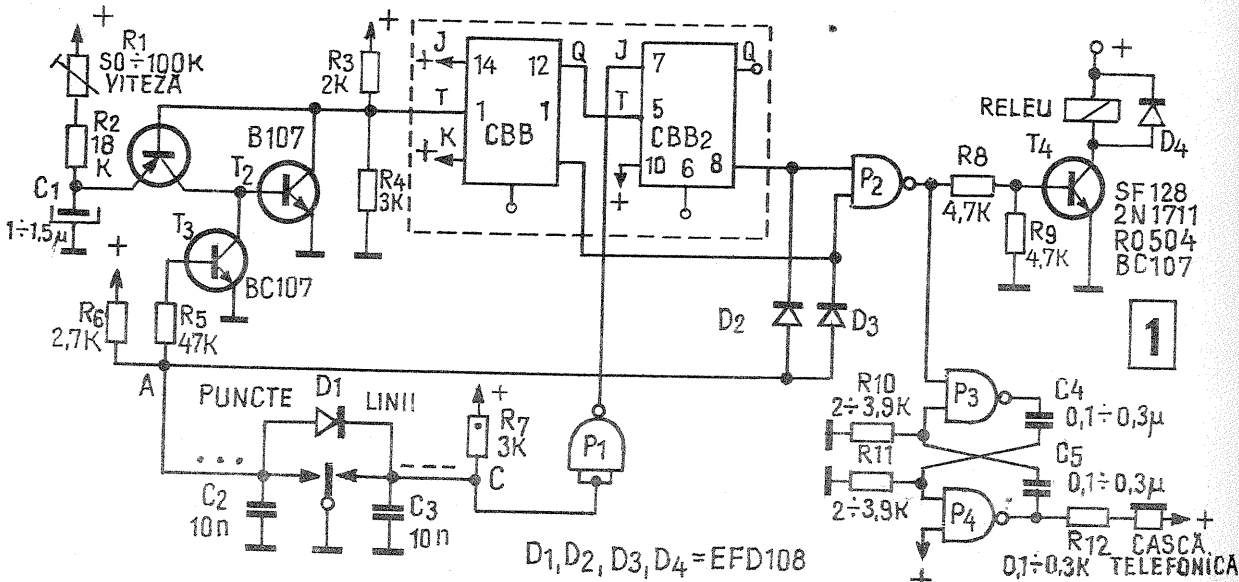 +
R1
50÷100K
VITEZĂ
R2
18
K
C1
1÷1,5µ
B107
T2
T3
BC107
+
R3
2K
R4
3K
+
R6
2,7K
R5
47K
A
J
+
14
12
Q
T
1
1
K
+
CBB
J
7
Q
T
5
CBB2
10
6
8
+
P2
R8
4,7K
R9
4,7K
+
RELEU
D4
T4
SF128
2N1711
RO504
BC107
1
D2
D3
PUNCTE
D1
LINII
...
----
C2
10n
C3
10n
+
R7
3K
C
P1
R10
2÷3,9K
R11
2÷3,9K
P3
C4
0,1÷0,3µ
C5
0,1÷0,3µ
P4
+
R12
0,1÷0,3K
CASCĂ
TELEFONICĂ
+
D1,D2,D3,D4=EFD108